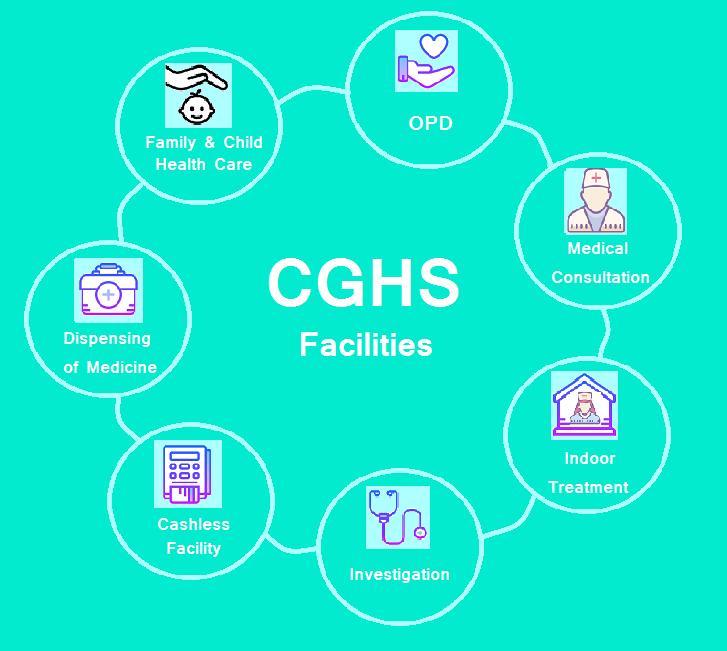 CGHS
Facilities
OPD
Medical
Consultation
Indoor
Treatment
Investigation
Cashless
Facility
Dispensing
of Medicine
Family & Child
Health Care